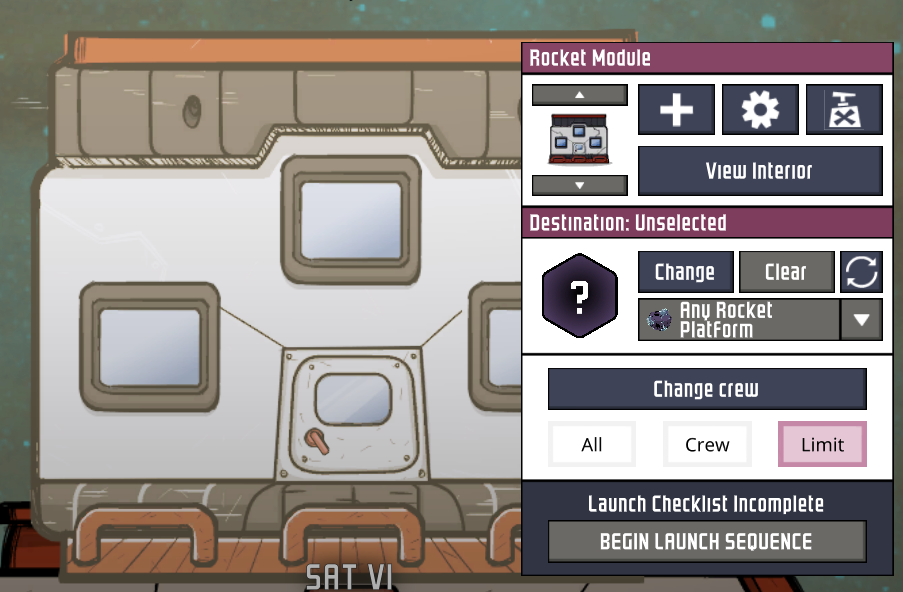 Rocket Module
View Interior
Destination: Unselected
?
Change
Clear
Any Rocket
Platform
Change crew
All
Crew
Limit
Launch Checklist Incomplete
BEGIN LAUNCH SEQUENCE
SAT VI